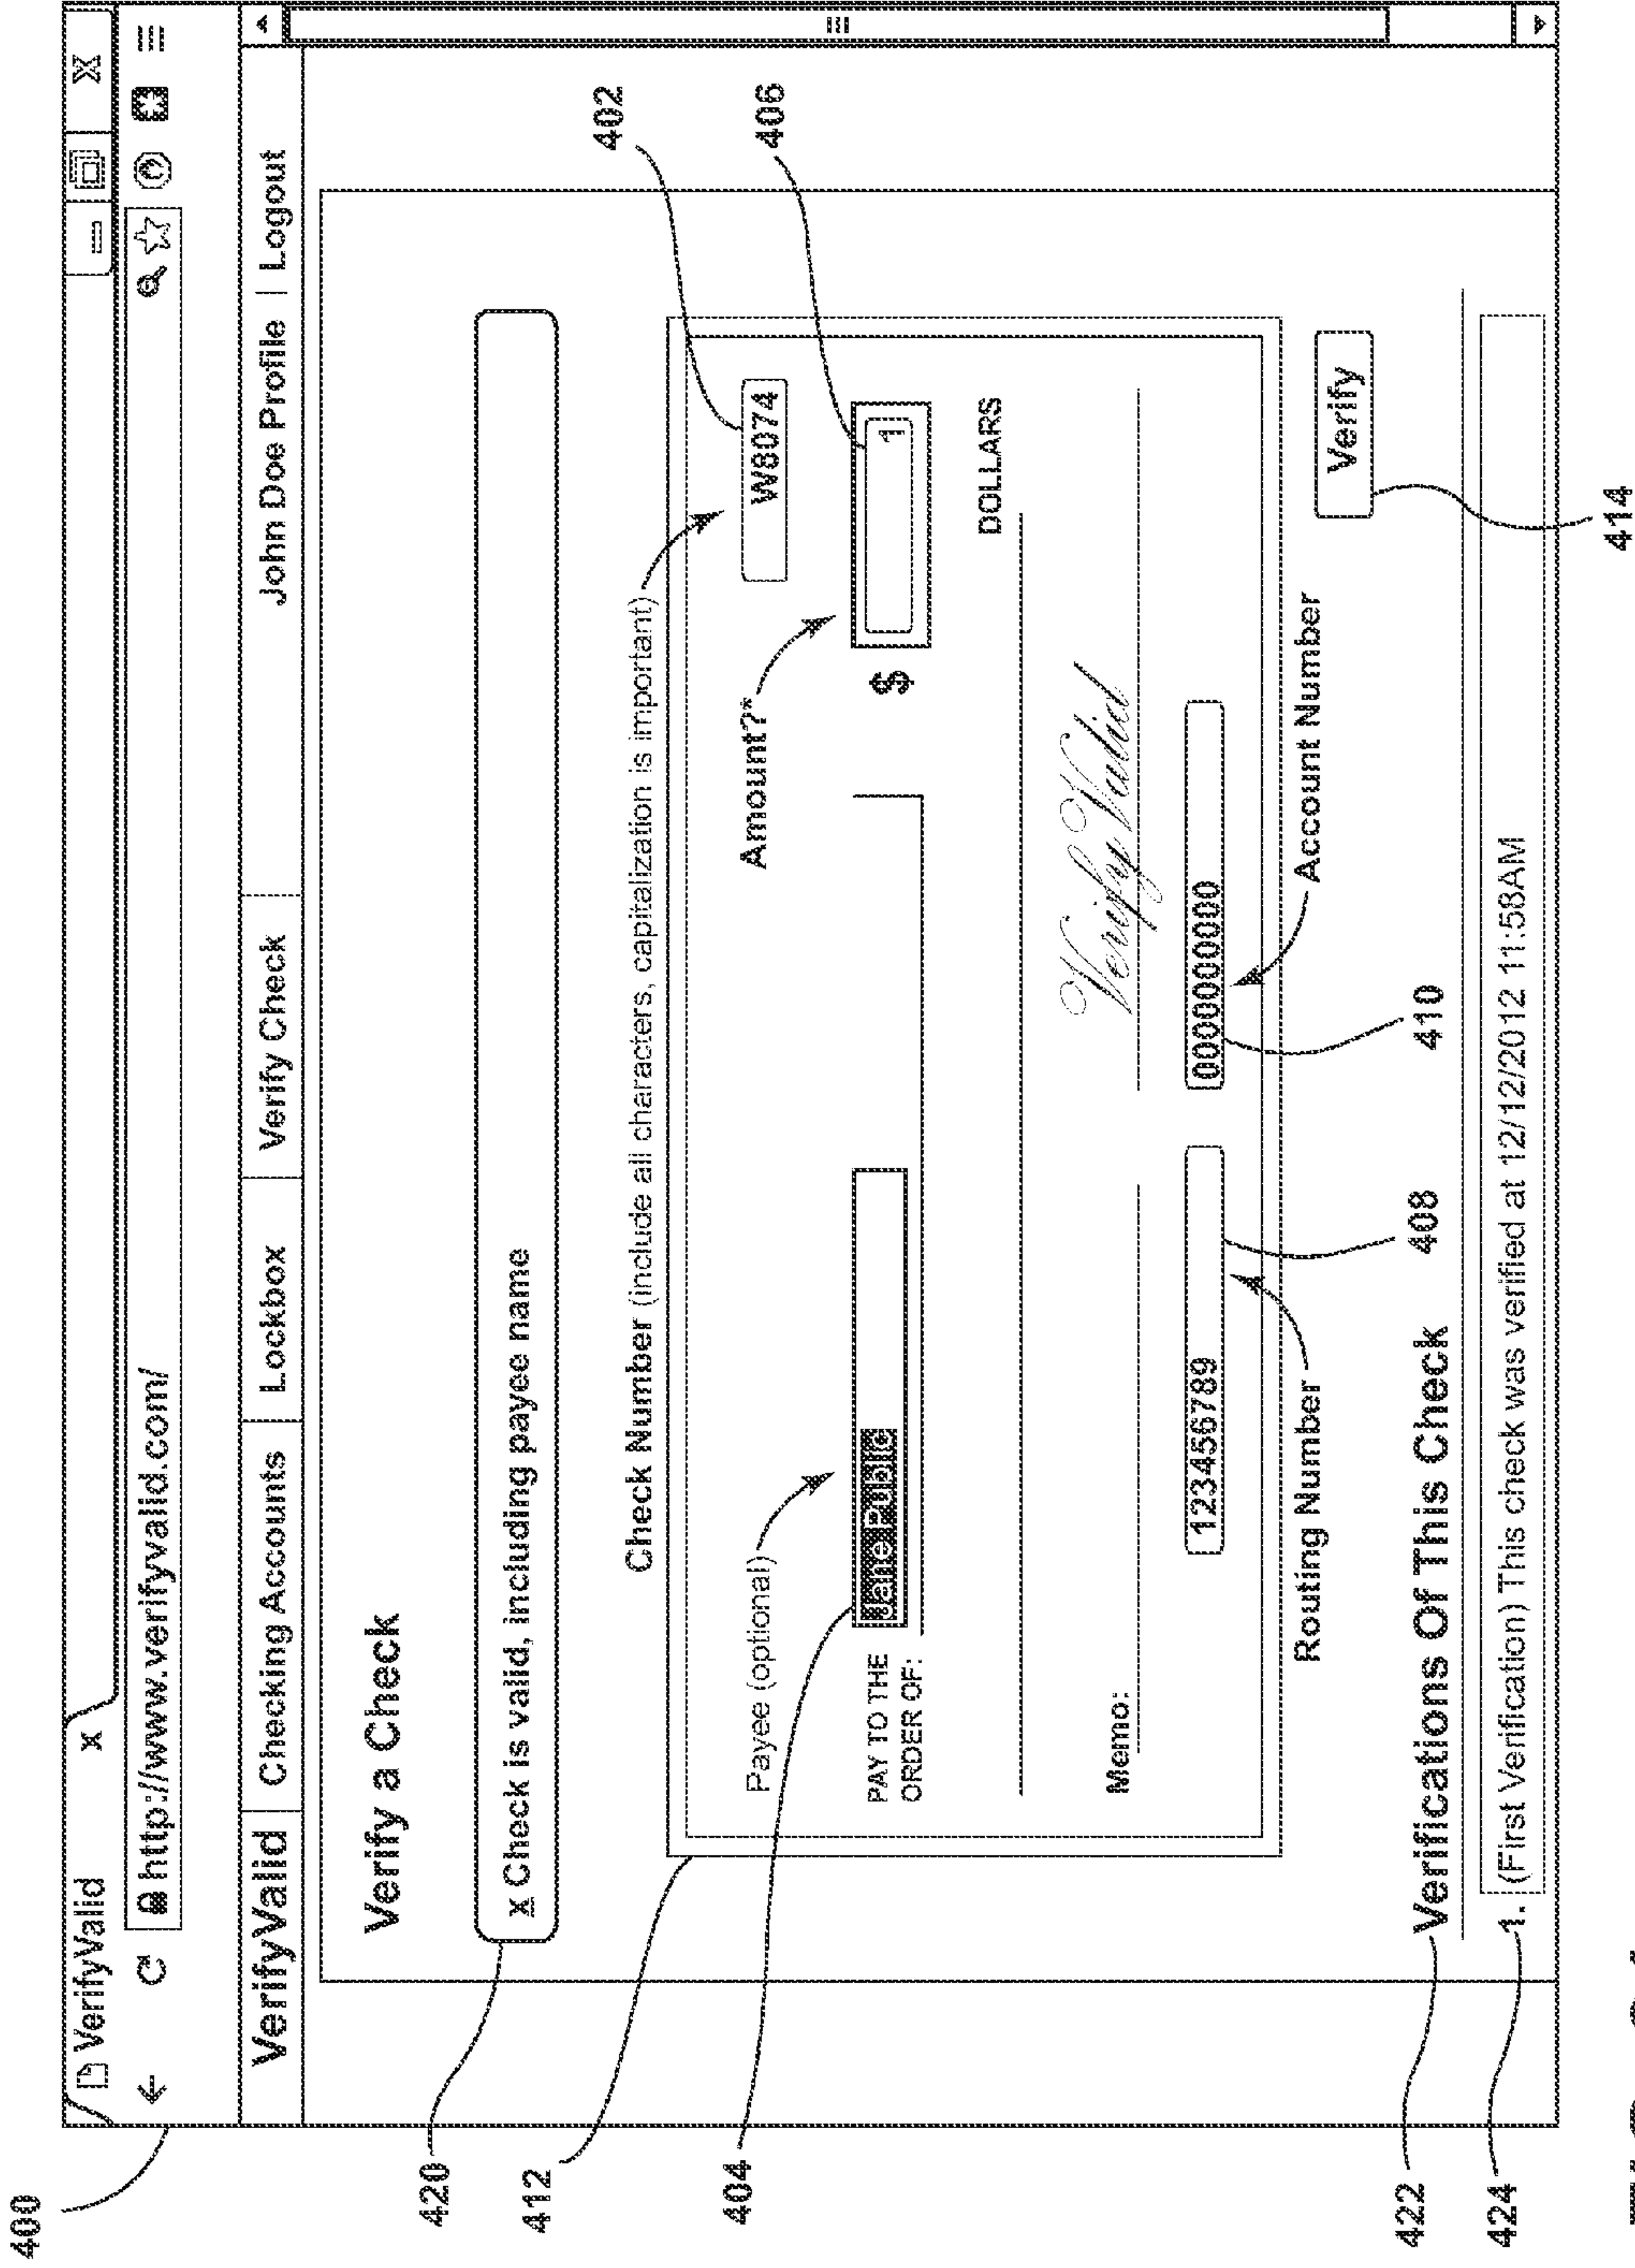 400
VerifyValid x
http://www.verifyvalid.com/
VerifyValid Checking Accounts Lockbox Verify Check John Doe Profile | Logout
Verify a Check
420
x Check is valid, including payee name
412
Check Number (include all characters, capitalization is important)
402
W8074
Payee (optional)
Amount?*
406
404
PAY TO THE
ORDER OF:
Jane Public
$ 1
DOLLARS
Memo:
Verify Valid
123456789
0000000000
Routing Number
408
410
Account Number
Verify
414
422
Verifications Of This Check
424
1. (First Verification) This check was verified at 12/12/2012 11:58AM